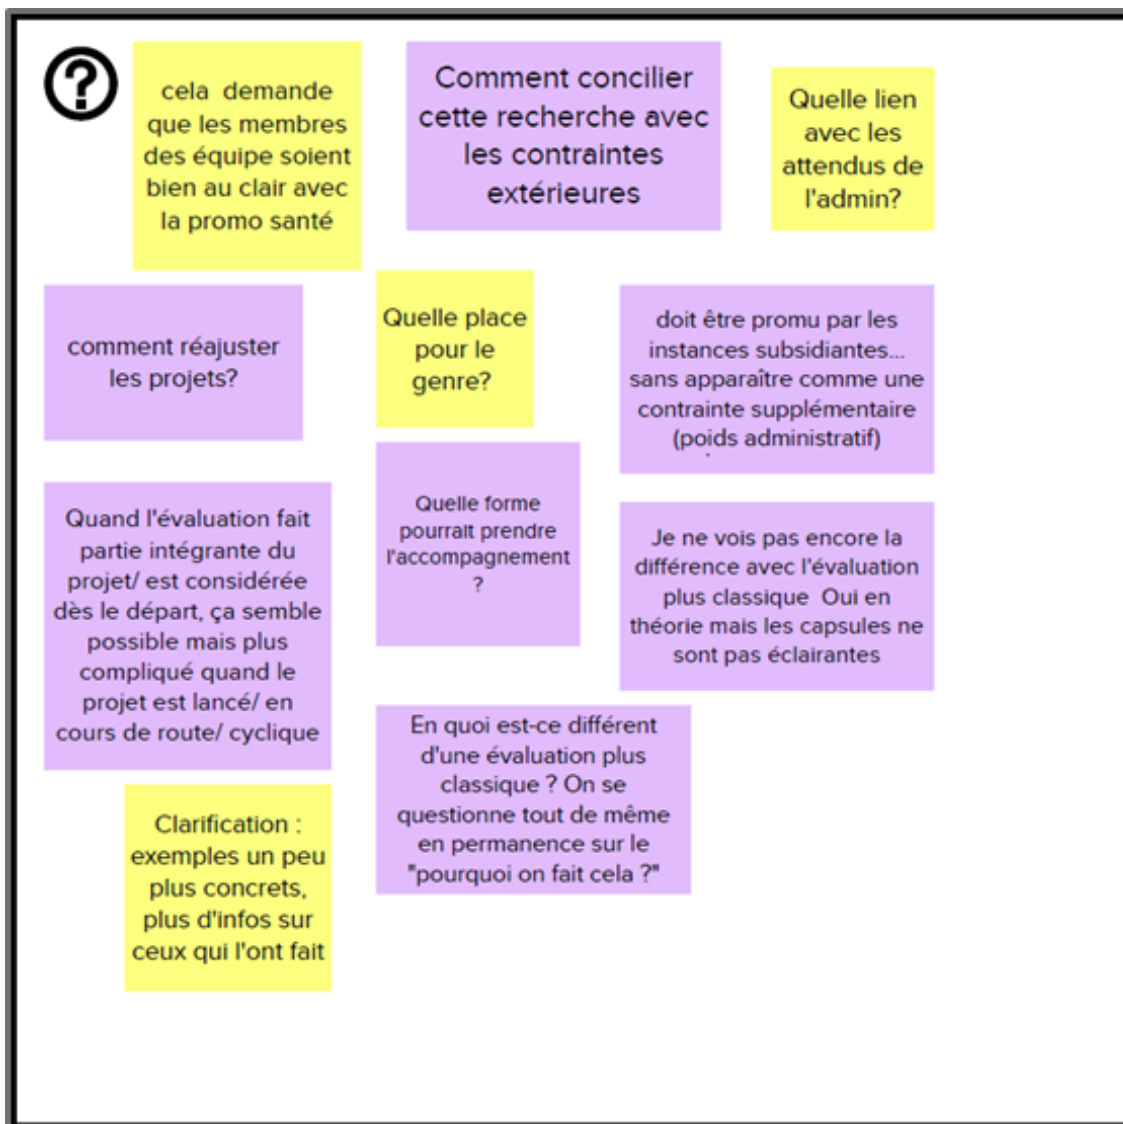 ?
cela demande
que les membres
des équipe soient
bien au clair avec
la promo santé
Comment concilier
cette recherche avec
les contraintes
extérieures
Quelle lien
avec les
attendus de
l'admin?
comment réajuster
les projets?
Quelle place
pour le
genre?
doit être promu par les
instances subsidiantes...
sans apparaître comme une
contrainte supplémentaire
(poids administratif)
Quand l'évaluation fait
partie intégrante du
projet/ est considérée
dès le départ, ça semble
possible mais plus
compliqué quand le
projet est lancé/ en
cours de route/ cyclique
Quelle forme
pourrait prendre
l'accompagnement
?
Je ne vois pas encore la
différence avec l'évaluation
plus classique Oui en
théorie mais les capsules ne
sont pas éclairantes
En quoi est-ce différent
d'une évaluation plus
classique ? On se
questionne tout de même
en permanence sur le
"pourquoi on fait cela ?"
Clarification :
exemples un peu
plus concrets,
plus d'infos sur
ceux qui l'ont fait